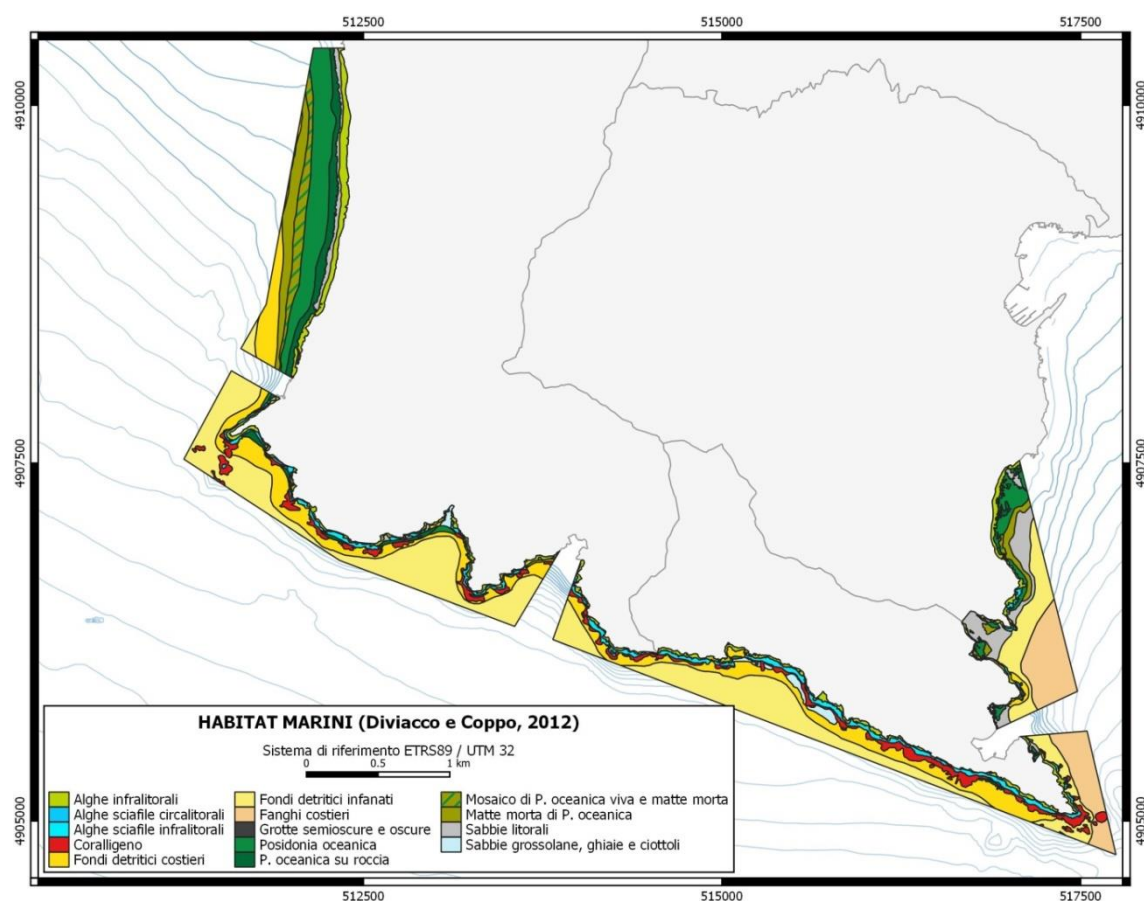 512500 515000 517500
4910000 4910000
4907500 4907500
4905000 4905000
HABITAT MARINI (Diviacco e Coppo, 2012)
Sistema di riferimento ETRS89 / UTM 32
0 0.5 1 km
Alghe infralitorali
Alghe sciafile circalitorali
Alghe sciafile infralitorali
Coralligeno
Fondi detritici costieri
Fondi detritici infanati
Fanghi costieri
Grotte semioscure e oscure
Posidonia oceanica
P. oceanica su roccia
Mosaico di P. oceanica viva e matte morta
Matte morta di P. oceanica
Sabbie litorali
Sabbie grossolane, ghiaie e ciottoli
512500 515000 517500